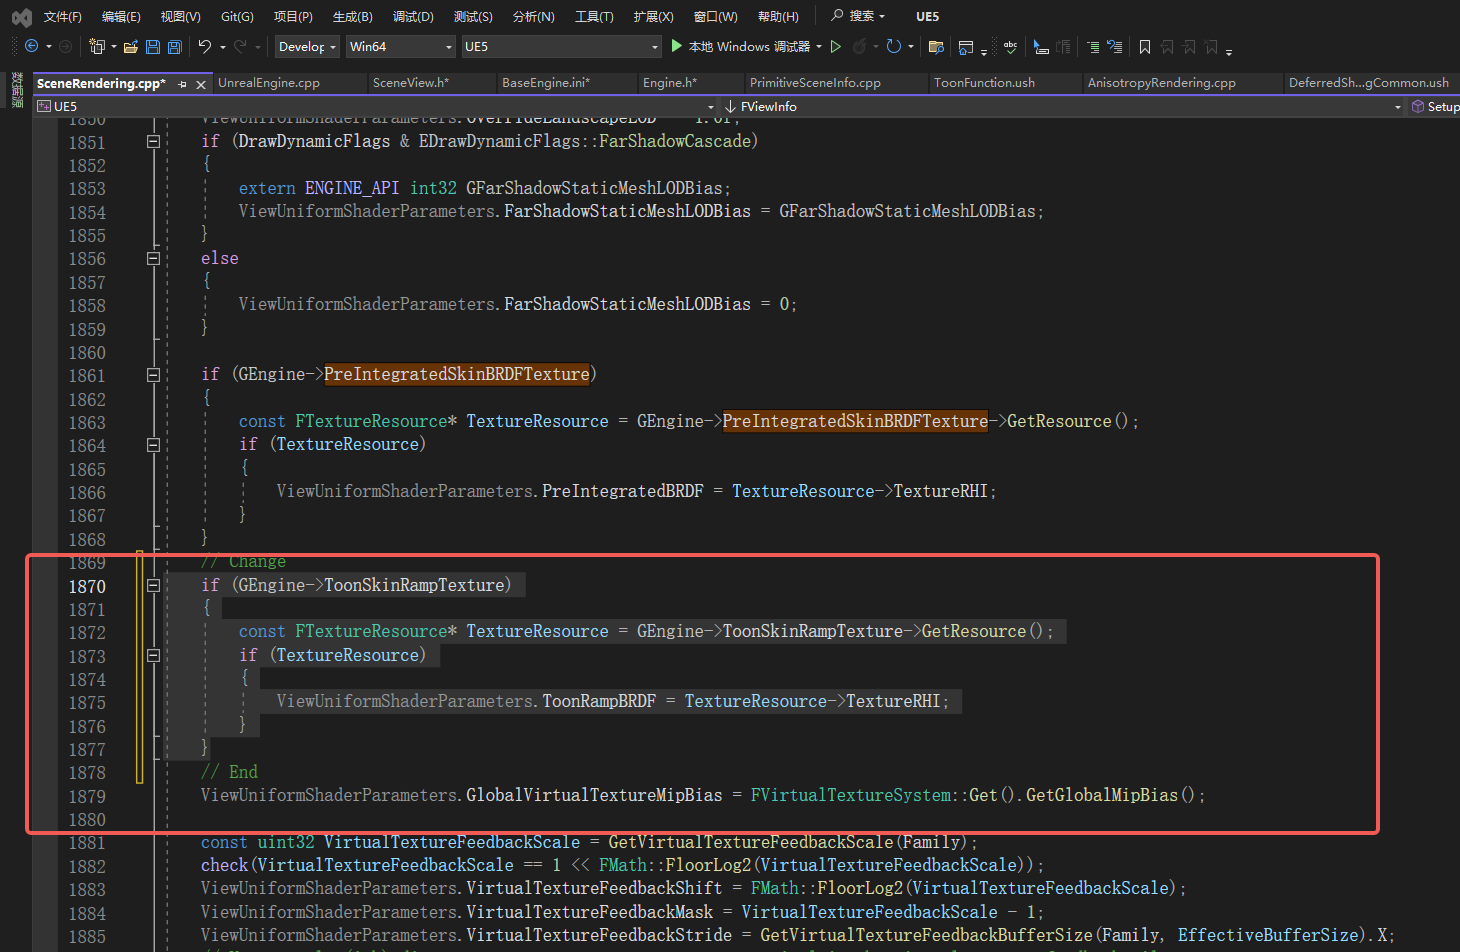 文件(F) 编辑(E) 视图(V) Git(G) 项目(P) 生成(B) 调试(D) 测试(S) 分析(N) 工具(T) 扩展(X) 窗口(W) 帮助(H) 搜索 UE5
Develop Win64 UE5 本地 Windows 调试器
数据源
SceneRendering.cpp* UnrealEngine.cpp SceneView.h* BaseEngine.ini* Engine.h* PrimitiveSceneInfo.cpp ToonFunction.ush AnisotropyRendering.cpp DeferredSh...gCommon.ush
UE5 FViewInfo Setup
1850 ViewUniformShaderParameters.OverrideLandscapeLOD = -1.0f;
1851 if (DrawDynamicFlags & EDrawDynamicFlags::FarShadowCascade)
1852 {
1853 extern ENGINE_API int32 GFarShadowStaticMeshLODBias;
1854 ViewUniformShaderParameters.FarShadowStaticMeshLODBias = GFarShadowStaticMeshLODBias;
1855 }
1856 else
1857 {
1858 ViewUniformShaderParameters.FarShadowStaticMeshLODBias = 0;
1859 }
1860
1861 if (GEngine->PreIntegratedSkinBRDFTexture)
1862 {
1863 const FTextureResource* TextureResource = GEngine->PreIntegratedSkinBRDFTexture->GetResource();
1864 if (TextureResource)
1865 {
1866 ViewUniformShaderParameters.PreIntegratedBRDF = TextureResource->TextureRHI;
1867 }
1868 }
1869 // Change
1870 if (GEngine->ToonSkinRampTexture)
1871 {
1872 const FTextureResource* TextureResource = GEngine->ToonSkinRampTexture->GetResource();
1873 if (TextureResource)
1874 {
1875 ViewUniformShaderParameters.ToonRampBRDF = TextureResource->TextureRHI;
1876 }
1877 }
1878 // End
1879 ViewUniformShaderParameters.GlobalVirtualTextureMipBias = FVirtualTextureSystem::Get().GetGlobalMipBias();
1880
1881 const uint32 VirtualTextureFeedbackScale = GetVirtualTextureFeedbackScale(Family);
1882 check(VirtualTextureFeedbackScale == 1 << FMath::FloorLog2(VirtualTextureFeedbackScale));
1883 ViewUniformShaderParameters.VirtualTextureFeedbackShift = FMath::FloorLog2(VirtualTextureFeedbackScale);
1884 ViewUniformShaderParameters.VirtualTextureFeedbackMask = VirtualTextureFeedbackScale - 1;
1885 ViewUniformShaderParameters.VirtualTextureFeedbackStride = GetVirtualTextureFeedbackBufferSize(Family, EffectiveBufferSize).X;